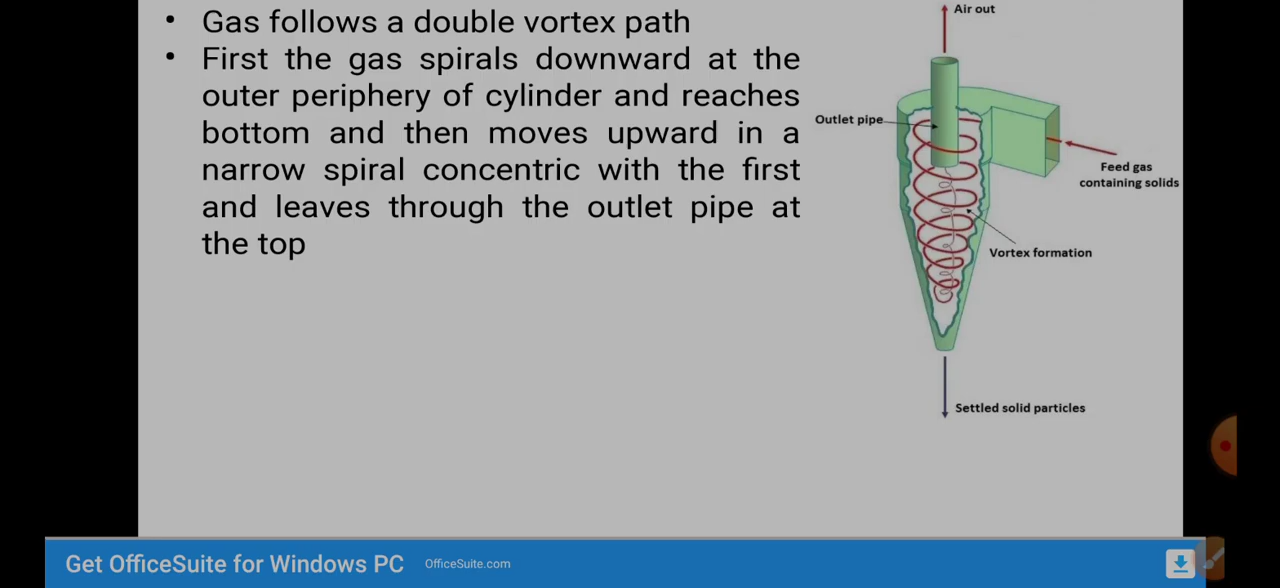 • Gas follows a double vortex path
• First the gas spirals downward at the
outer periphery of cylinder and reaches
bottom and then moves upward in a
narrow spiral concentric with the first
and leaves through the outlet pipe at
the top
Air out
Outlet pipe
Feed gas
containing solids
Vortex formation
Settled solid particles
Get OfficeSuite for Windows PC OfficeSuite.com